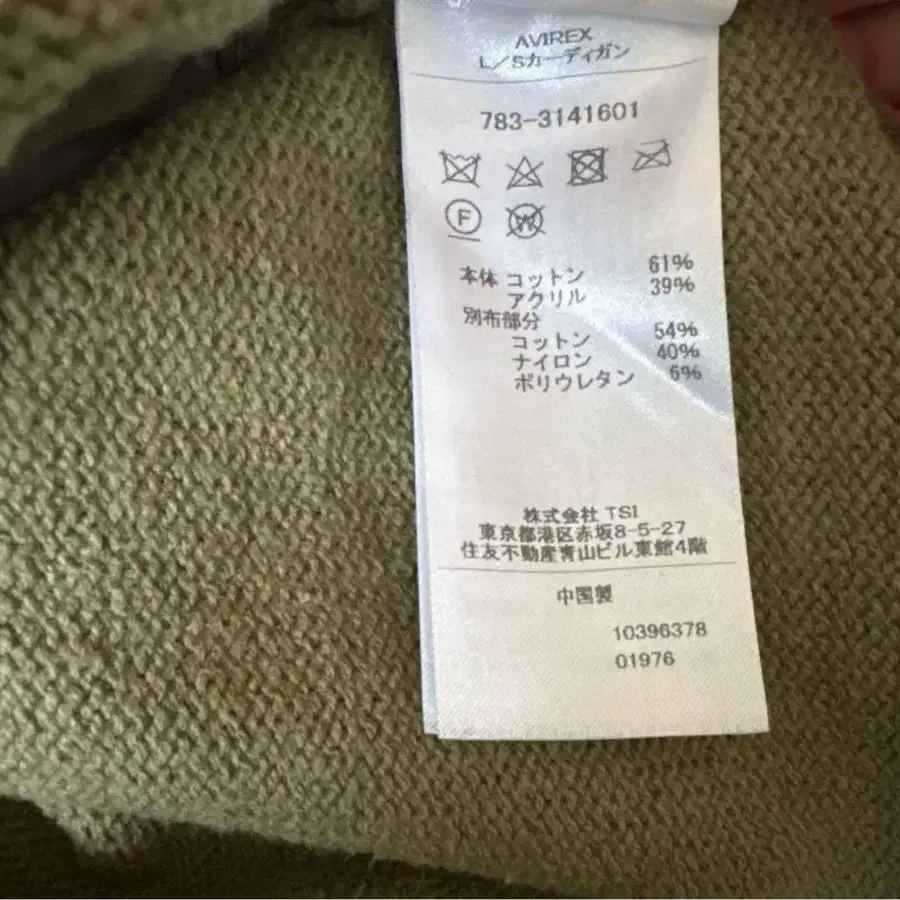 AVIREX
L/Sカーディガン
783-3141601
F
W
本体 コットン 61%
アクリル 39%
別布部分
コットン 54%
ナイロン 40%
ポリウレタン 6%
株式会社 TSI
東京都港区赤坂8-5-27
住友不動産青山ビル東館4階
中国製
10396378
01976